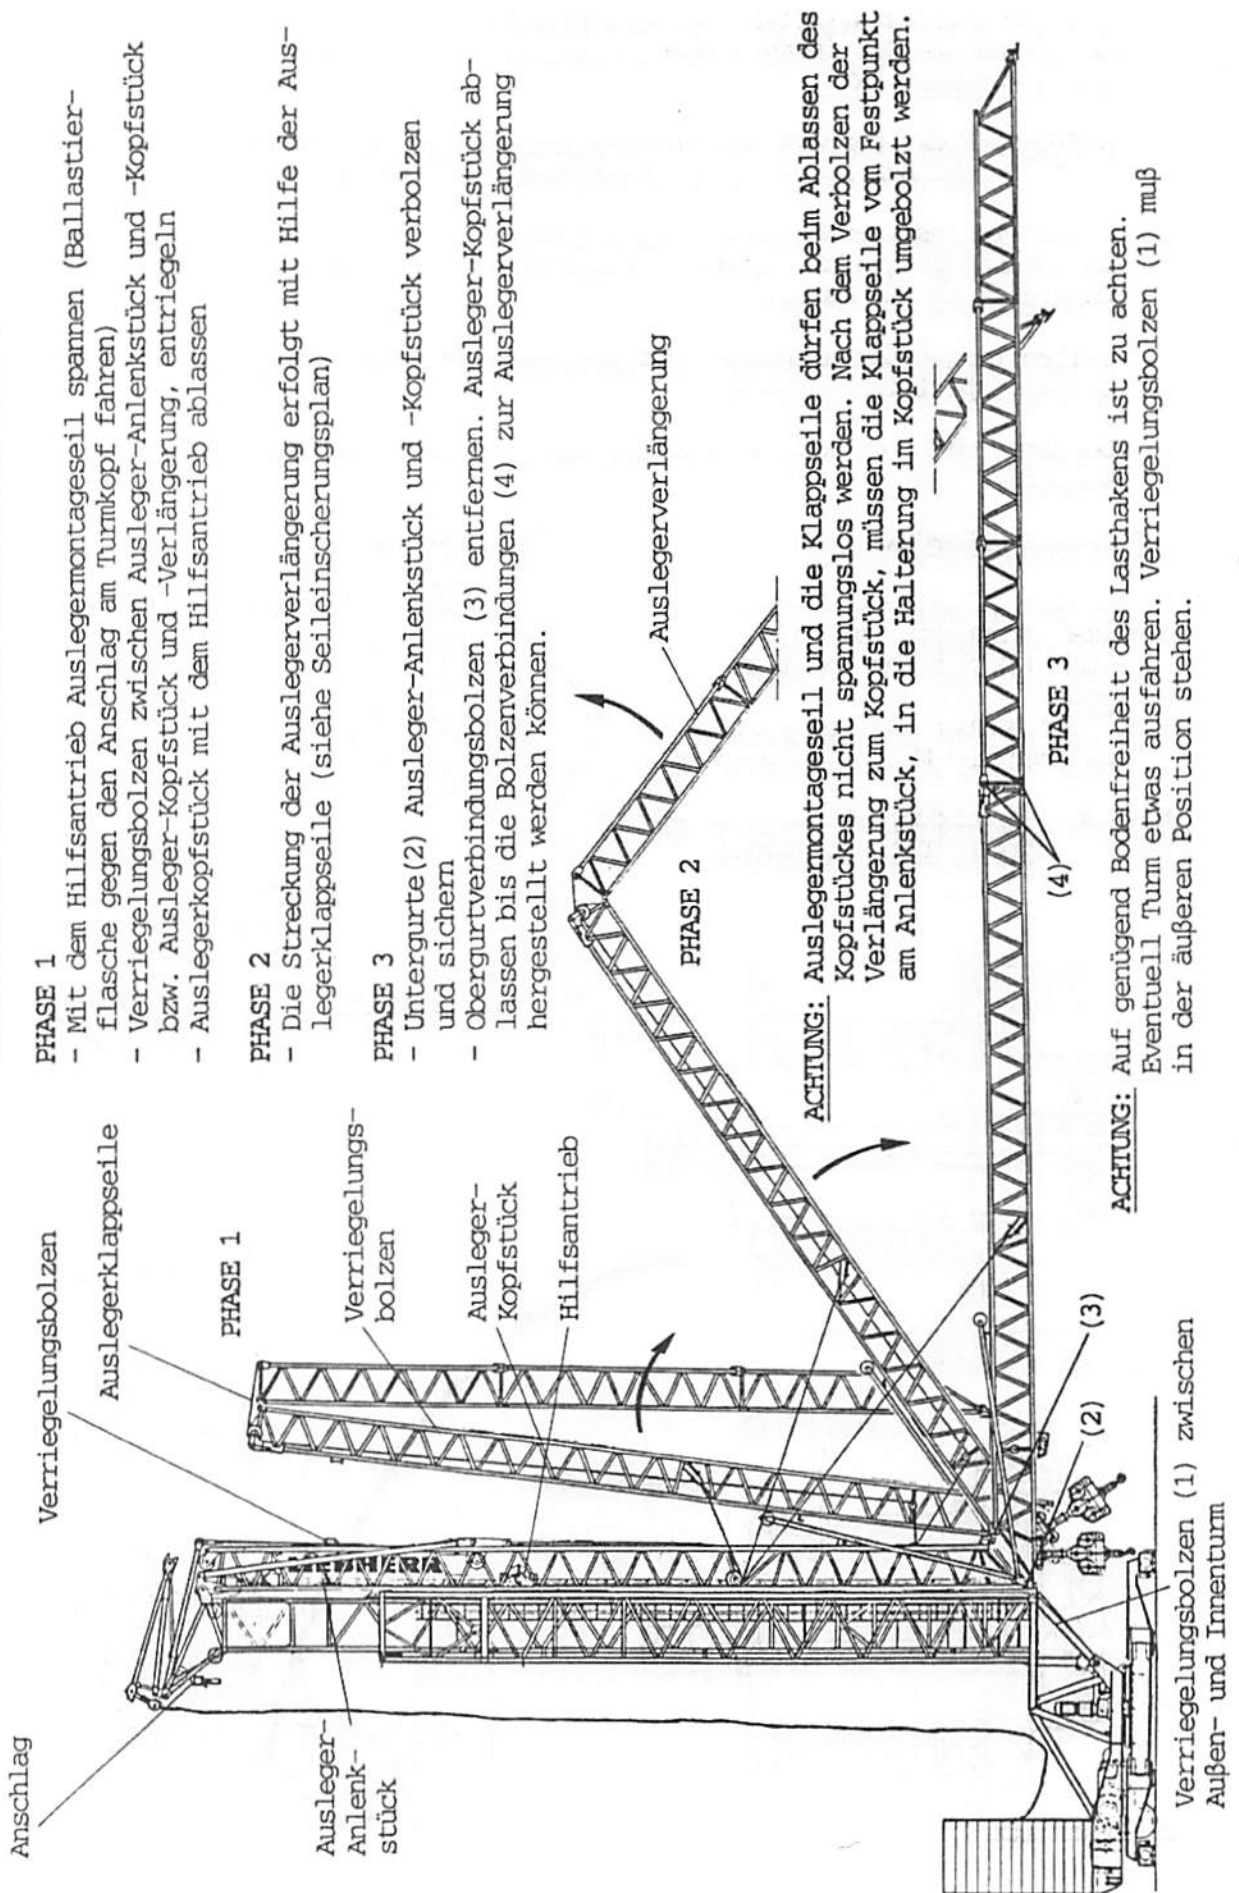 PHASE 1
- Mit dem Hilfsantrieb Auslegermontageseil spannen (Ballastier-
flasche gegen den Anschlag am Turmkopf fahren)
- Verriegelungsbolzen zwischen Ausleger-Anlenkstück und -Kopfstück
bzw. Ausleger-Kopfstück und -Verlängerung, entriegeln
- Auslegerkopfstück mit dem Hilfsantrieb ablassen
PHASE 2
- Die Streckung der Auslegerverlängerung erfolgt mit Hilfe der Aus-
legerklappseile (siehe Seileinscherungsplan)
PHASE 3
- Untergurte(2) Ausleger-Anlenkstück und -Kopfstück verbolzen
und sichern
- Obergurtverbindungsbolzen (3) entfernen. Ausleger-Kopfstück ab-
lassen bis die Bolzenverbindungen (4) zur Auslegerverlängerung
hergestellt werden können.
Anschlag
Verriegelungsbolzen
Auslegerklappseile
PHASE 1
Verriegelungs-
bolzen
Ausleger-
Kopfstück
Hilfsantrieb
Ausleger-
Anlenk-
stück
LIEBHERR
Auslegerverlängerung
PHASE 2
ACHTUNG: Auslegermontageseil und die Klappseile dürfen beim Ablassen des
Kopfstückes nicht spannungslos werden. Nach dem Verbolzen der
Verlängerung zum Kopfstück, müssen die Klappseile vom Festpunkt
am Anlenkstück, in die Halterung im Kopfstück umgebolzt werden.
PHASE 3
(4)
(3)
(2)
ACHTUNG: Auf genügend Bodenfreiheit des Lasthakens ist zu achten.
Eventuell Turm etwas ausfahren. Verriegelungsbolzen (1) muß
in der äußeren Position stehen.
Verriegelungsbolzen (1) zwischen
Außen- und Innenturm